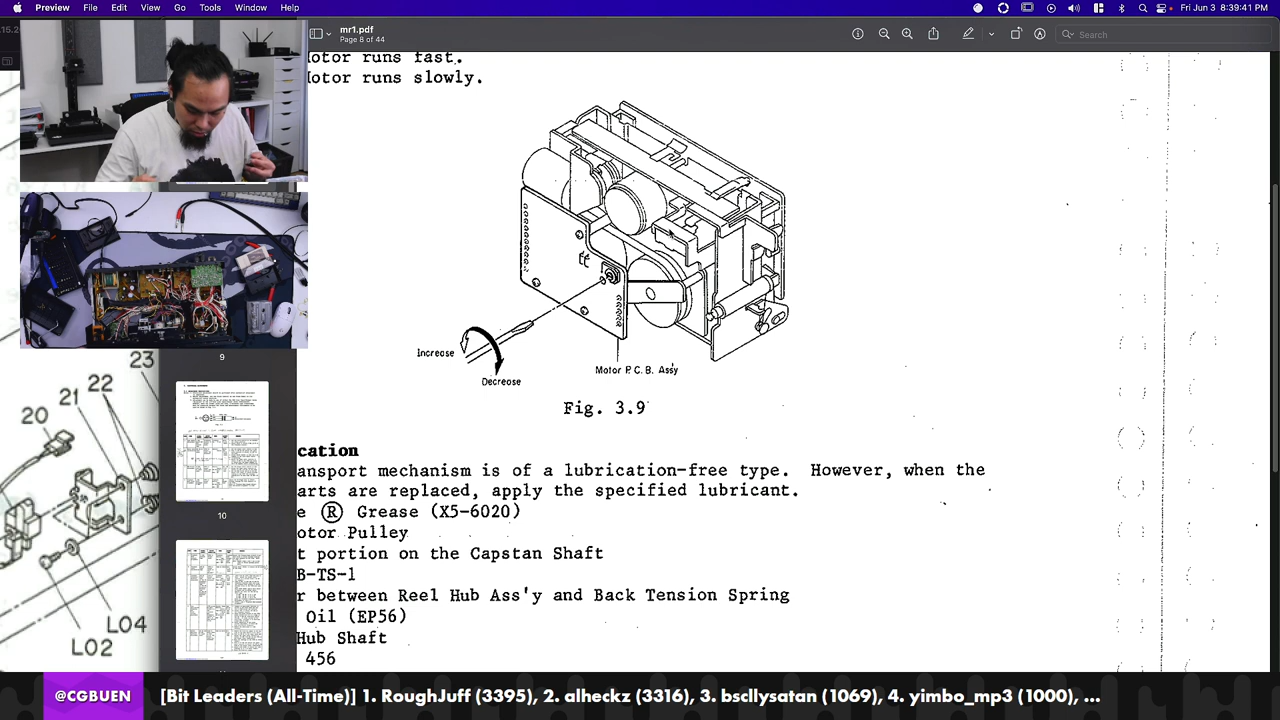 Preview File Edit View Go Tools Window Help
Fri Jun 3 8:39:41 PM
mr1.pdf
Page 8 of 44
Search
Motor runs fast.
Motor runs slowly.
Increase
Decrease
Motor P.C.B. Ass'y
Fig. 3.9
cation
ansport mechanism is of a lubrication-free type. However, when the
arts are replaced, apply the specified lubricant.
e Ⓡ Grease (X5-6020)
otor Pulley
t portion on the Capstan Shaft
B-TS-1
r between Reel Hub Ass'y and Back Tension Spring
Oil (EP56)
Hub Shaft
456
9
10
23
22
21
20
L04
L02
@CGBUEN
[Bit Leaders (All-Time)] 1. RoughJuff (3395), 2. alheckz (3316), 3. bscllysatan (1069), 4. yimbo_mp3 (1000), ...